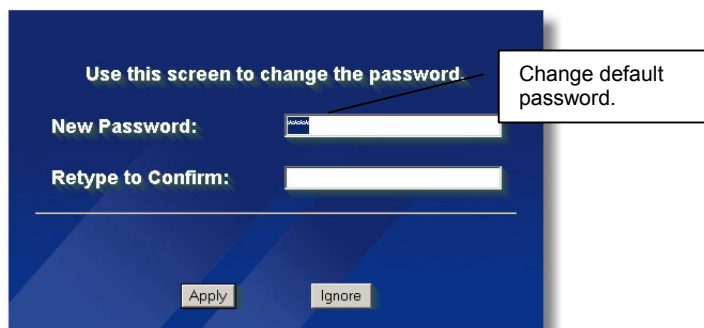 Use this screen to change the password.
Change default
password.
New Password:
Retype to Confirm:
Apply
Ignore